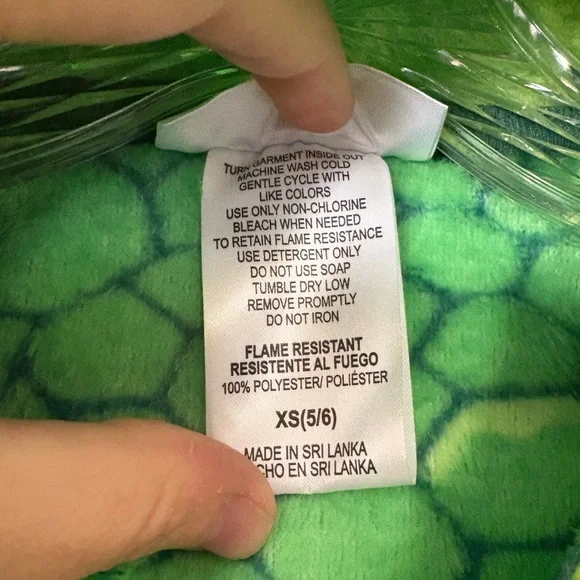 TURN GARMENT INSIDE OUT
MACHINE WASH COLD
GENTLE CYCLE WITH
LIKE COLORS
USE ONLY NON-CHLORINE
BLEACH WHEN NEEDED
TO RETAIN FLAME RESISTANCE
USE DETERGENT ONLY
DO NOT USE SOAP
TUMBLE DRY LOW
REMOVE PROMPTLY
DO NOT IRON
FLAME RESISTANT
RESISTENTE AL FUEGO
100% POLYESTER/ POLIÉSTER
XS(5/6)
MADE IN SRI LANKA
CHO EN SRI LANKA